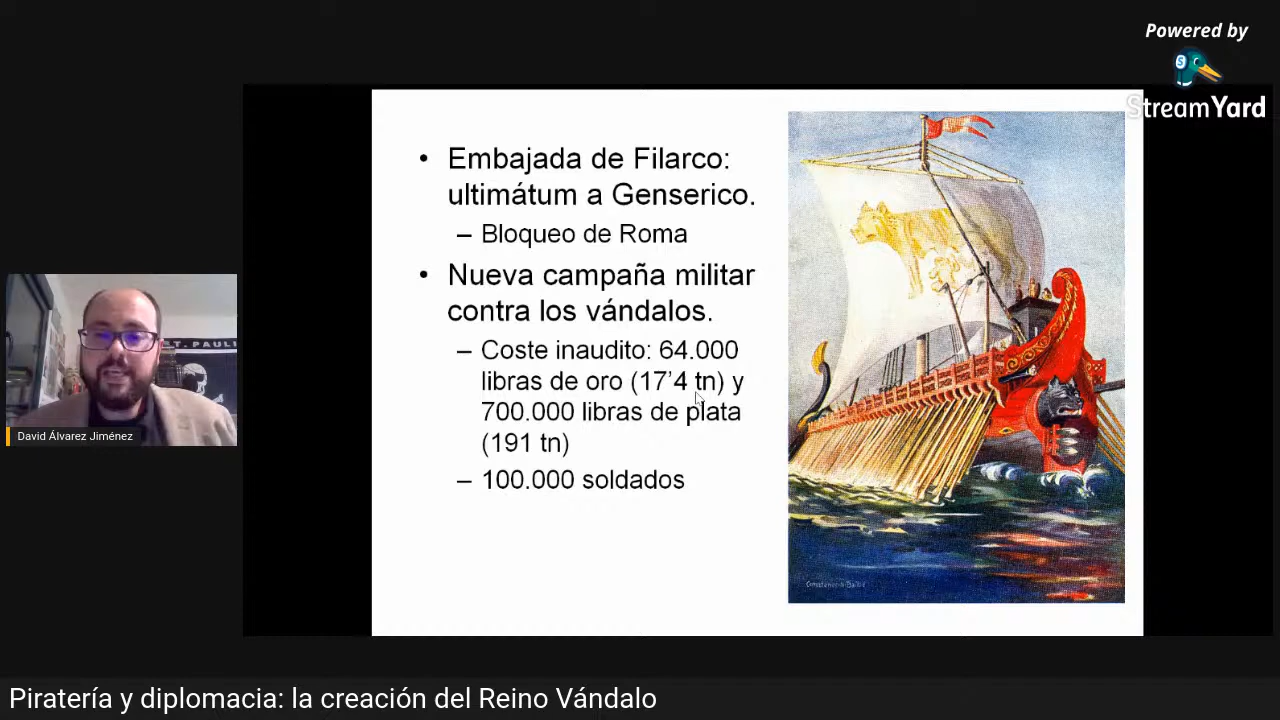 Powered by
StreamYard
• Embajada de Filarco:
ultimátum a Genserico.
– Bloqueo de Roma
• Nueva campaña militar
contra los vándalos.
– Coste inaudito: 64.000
libras de oro (17’4 tn) y
700.000 libras de plata
(191 tn)
– 100.000 soldados
T. PAULI
David Álvarez Jiménez
Piratería y diplomacia: la creación del Reino Vándalo